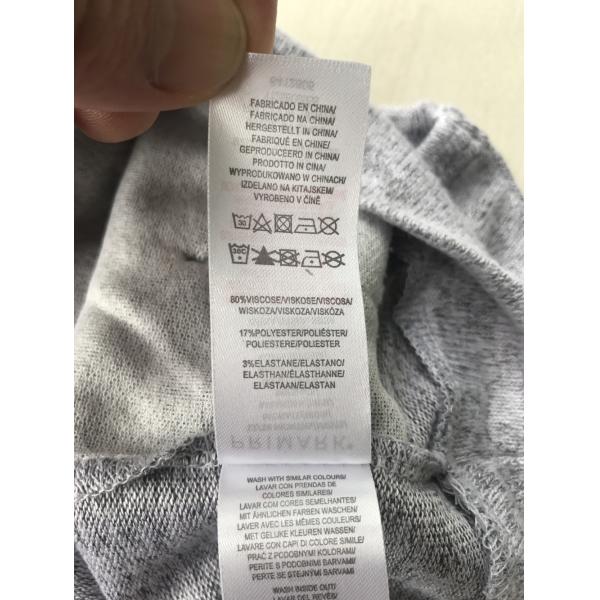 FABRICADO EN CHINA/
FABRICADO NA CHINA/
HERGESTELLT IN CHINA/
FABRIQUÉ EN CHINE/
GEPRODUCEERD IN CHINA/
PRODOTTO IN CINA/
WYPRODUKOWANO W CHINACH/
IZDELANO NA KITAJSKEM/
VYROBENO V ČÍNĚ
30
80%VISCOSE/VISKOSE/VISCOSA/
WISKOZA/VISKOZA/VISKÓZA
17%POLYESTER/POLIÉSTER/
POLIESTERE/POLIESTER
3%ELASTANE/ELASTANO/
ELASTHAN/ÉLASTHANNE/
ELASTAAN/ELASTAN
PRIMARK
WASH WITH SIMILAR COLOURS/
LAVAR CON PRENDAS DE
COLORES SIMILARES/
LAVAR COM CORES SEMELHANTES/
MIT ÄHNLICHEN FARBEN WASCHEN/
LAVER AVEC LES MÊMES COULEURS/
MET GELIJKE KLEUREN WASSEN/
LAVARE CON CAPI DI COLORE SIMILE/
PRAĆ Z PODOBNYMI KOLORAMI/
PERITE S PODOBNIMI BARVAMI/
PERTE SE STEJNÝMI BARVAMI
WASH INSIDE OUT/
LAVAR DEL REVÉS/